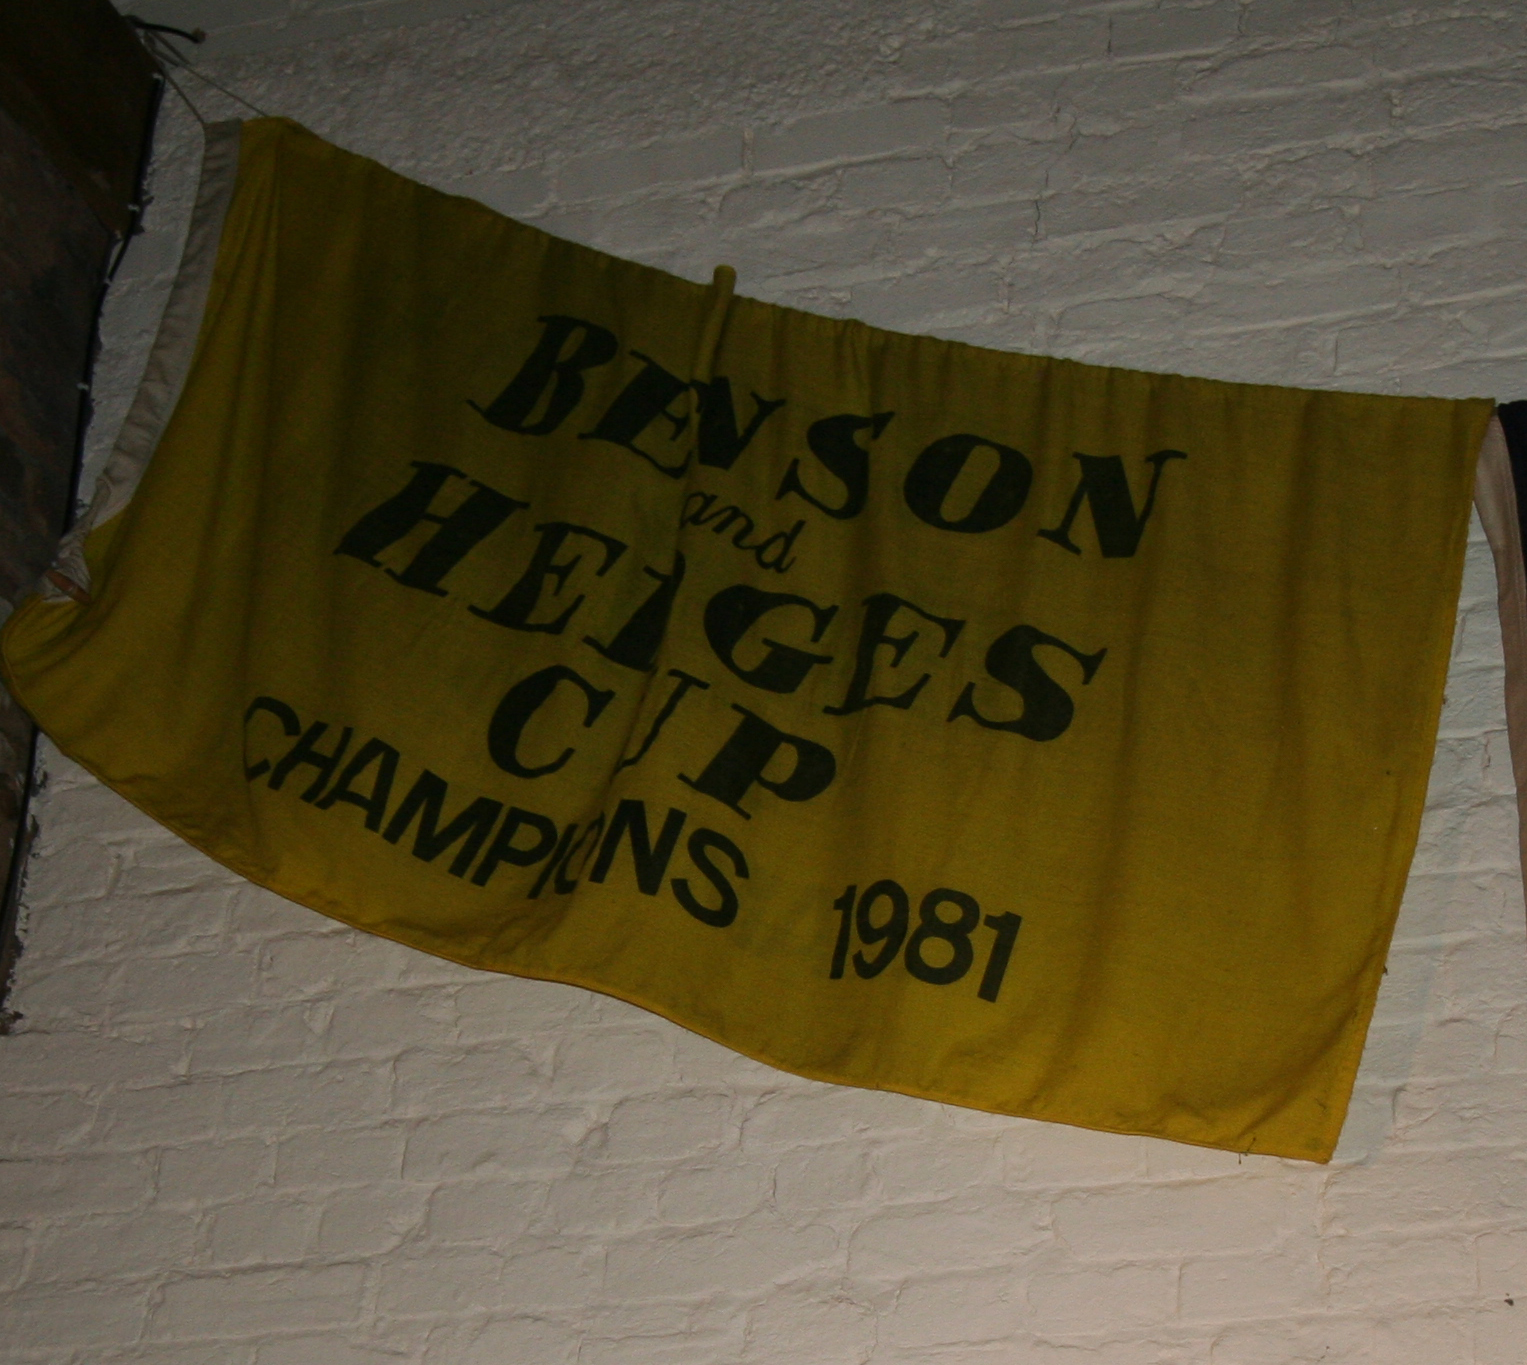 BENSON
and
HEDGES
CUP
CHAMPIONS 1981